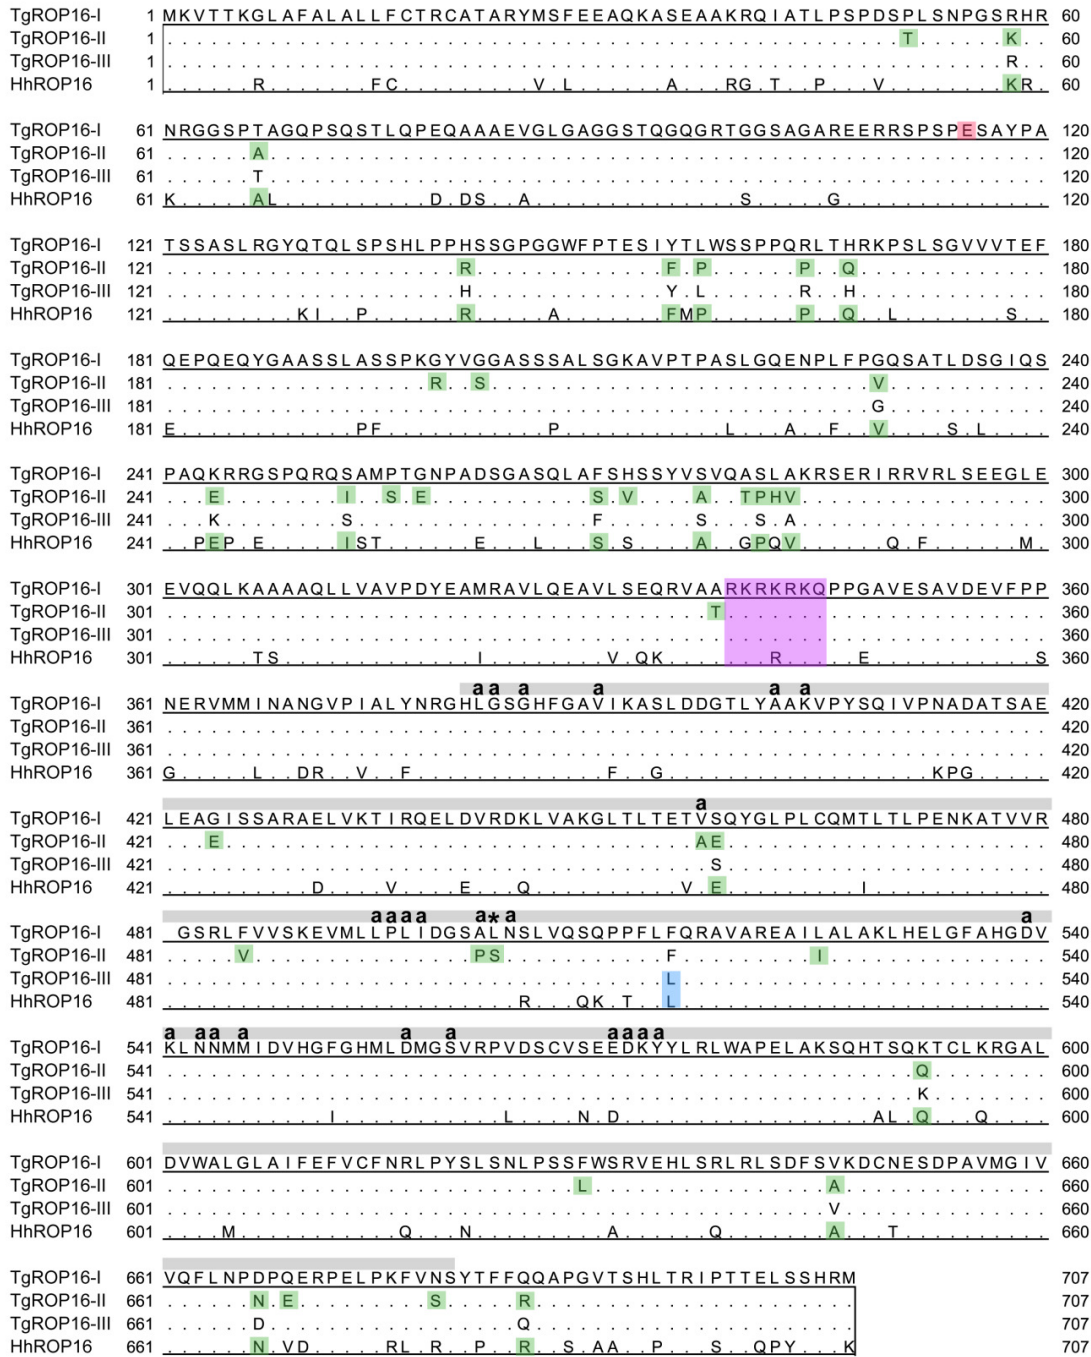 TgROP16-I 1 MKVTTKGLAFALALLFCTRCATARYMSFEEAQKASEAAKRQIATLPSPDSPLSNPGSRHR 60
TgROP16-II 1 ..................................................T......K.. 60
TgROP16-III 1 .........................................................R.. 60
HhROP16 1 ......R.......FC.........V.L......A...RG.T..P...V........KR. 60
TgROP16-I 61 NRGGSPTAGQPSQSTLQPEQAAAEVGLGAGGSTQGQGRTGGSAGAREERRSPSPESAYPA 120
TgROP16-II 61 ......A..................................................... 120
TgROP16-III 61 ......T..................................................... 120
HhROP16 61 K.....AL..........D.DS..A..............S.....G.............. 120
TgROP16-I 121 TSSASLRGYQTQLSPSHLPPHSSGPGGWFPTESIYTLWSSPPQRLTHRKPSLSGVVVTEF 180
TgROP16-II 121 ....................R.............F.P......P..Q............. 180
TgROP16-III 121 ....................H.............Y.L......R..H............. 180
HhROP16 121 .........KI..P......R.....A.......FMP......P..Q..L.......S.. 180
TgROP16-I 181 QEPQEQYGAASSLASSPKGYVGGASSSALSGKAVPTPASLGQENPLFPGQSATLDSGIQS 240
TgROP16-II 181 ..................R..S..........................V........... 240
TgROP16-III 181 ................................................G........... 240
HhROP16 181 E............PF...........P...........L...A..F..V....S.L.... 240
TgROP16-I 241 PAQKRRGSPQRQSAMPTGNPADSGASQLAFSHSSYVSVQASLAKRSERIRRVRLSEEGLE 300
TgROP16-II 241 ...E........I..S.E...........S.V....A..TPHV................. 300
TgROP16-III 241 ...K........S................F......S...S.A................. 300
HhROP16 241 ..PEP.E.....IST......E...L...S.S....A..GPQV......Q.F......M. 300
TgROP16-I 301 EVQQLKAAAAQLLVAVPDYEAMRAVLQEAVLSEQRVAARKRKRKQPPGAVESAVDEVFPP 360
TgROP16-II 301 .....................................T...................... 360
TgROP16-III 301 ............................................................ 360
HhROP16 301 ......TS.............I........V.QK.......R.....E...........S 360
a a a a a a
TgROP16-I 361 NERVMMINANGVPIALYNRGHLGSGHFGAVIKASLDDGTLYAAKVPYSQIVPNADATSAE 420
TgROP16-II 361 ............................................................ 420
TgROP16-III 361 ............................................................ 420
HhROP16 361 G.....L..DR..V..F.............F..G..................KPG..... 420
a
TgROP16-I 421 LEAGISSARAELVKTIRQELDVRDKLVAKGLTLTETVSQYGLPLCQMTLTLPENKATVVR 480
TgROP16-II 421 ...E................................AE...................... 480
TgROP16-III 421 .....................................S...................... 480
HhROP16 421 ..........D....V....E...Q..........V.E.........I............ 480
a a a a a * a a
TgROP16-I 481 GSRLFVVSKEVMLLPLIDGSALNSLVQSQPPFLFQRAVAREAILALAKLHELGFAHGDV 540
TgROP16-II 481 .....V...............PS...........F.........I............... 540
TgROP16-III 481 ..................................L......................... 540
HhROP16 481 ........................R...QK.T..L......................... 540
a a a a a a a a a a
TgROP16-I 541 KLNNMMIDVHGFGHMLDMGSVRPVDSCVSEEDKYYLRLWAPELAKSQHTSQKTCLKRGAL 600
TgROP16-II 541 ...................................................Q........ 600
TgROP16-III 541 ...................................................K........ 600
HhROP16 541 ...........I...........L....N.D.................AL.Q...Q.... 600
TgROP16-I 601 DVWALGLAIFEFVCFNRLPYSLSNLPSSFWSRVEHLSRLRLSDFSVKDCNESDPAVMGIV 660
TgROP16-II 601 ............................L................A.............. 660
TgROP16-III 601 .............................................V.............. 660
HhROP16 601 ....M...........Q...N.........A......Q.......A...T.......... 660
TgROP16-I 661 VQFLNPDPQERPELPKFVNSYTFFQQAPGVTSHLTRIPTTELSSHRM 707
TgROP16-II 661 ......N.E.........S.....R...................... 707
TgROP16-III 661 ......D.................Q...................... 707
HhROP16 661 ......N.VD.....RL.R..P..R..S.AA..P...S..QPY...K 707